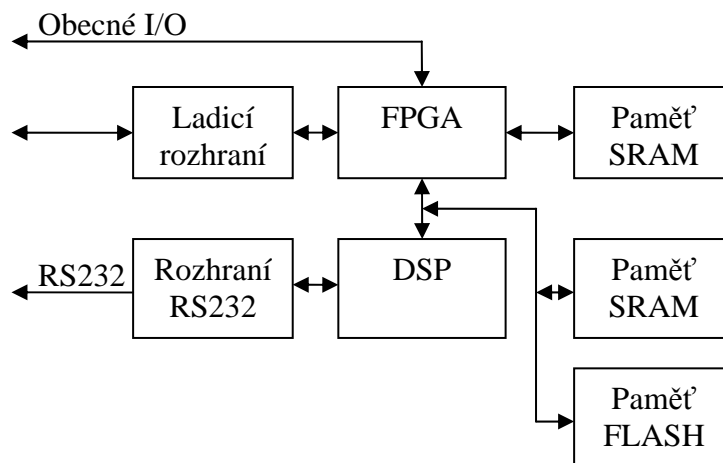 Obecné I/O
Ladicí
rozhraní
FPGA
Paměť
SRAM
RS232
Rozhraní
RS232
DSP
Paměť
SRAM
Paměť
FLASH